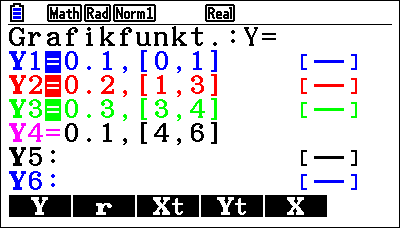 Math Rad Norm1 Real
Grafikfunkt.:Y=
Y1=0.1,[0,1] [—]
Y2=0.2,[1,3] [—]
Y3=0.3,[3,4] [—]
Y4=0.1,[4,6]
Y5: [—]
Y6: [—]
Y r Xt Yt X